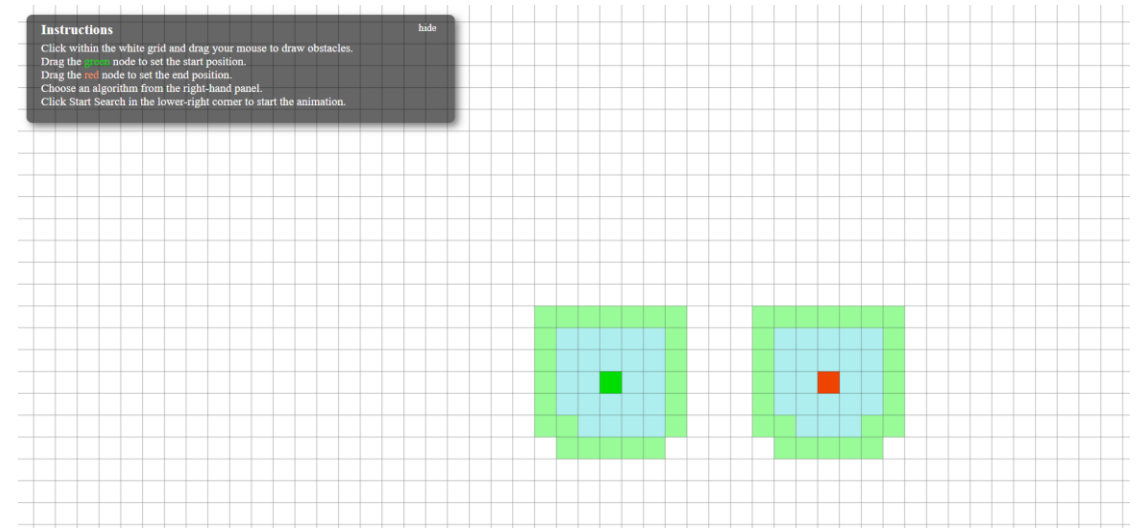 Instructions
hide
Click within the white grid and drag your mouse to draw obstacles.
Drag the green node to set the start position.
Drag the red node to set the end position.
Choose an algorithm from the right-hand panel.
Click Start Search in the lower-right corner to start the animation.